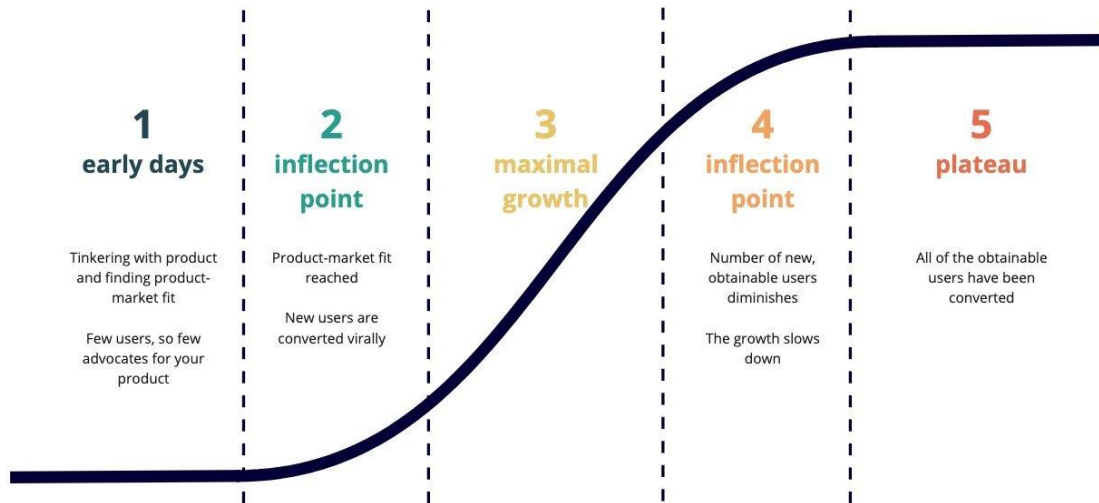 1
early days
Tinkering with product
and finding product-
market fit
Few users, so few
advocates for your
product
2
inflection
point
Product-market fit
reached
New users are
converted virally
3
maximal
growth
4
inflection
point
Number of new,
obtainable users
diminishes
The growth slows
down
5
plateau
All of the obtainable
users have been
converted